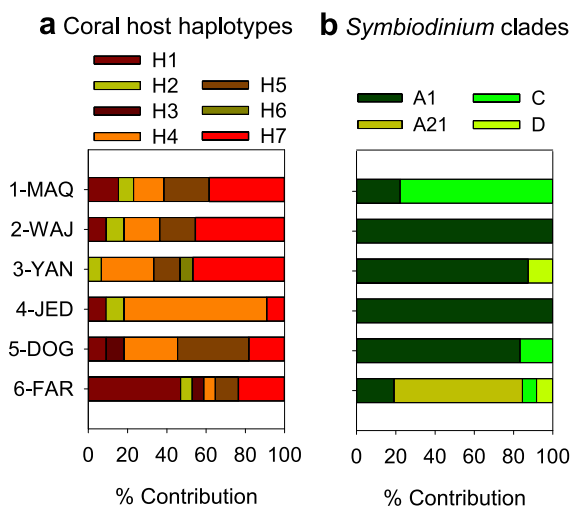 a Coral host haplotypes
b Symbiodinium clades
H1
H2
H3
H4
H5
H6
H7
A1
A21
C
D
1-MAQ
2-WAJ
3-YAN
4-JED
5-DOG
6-FAR
0 20 40 60 80 100
0 20 40 60 80 100
% Contribution
% Contribution